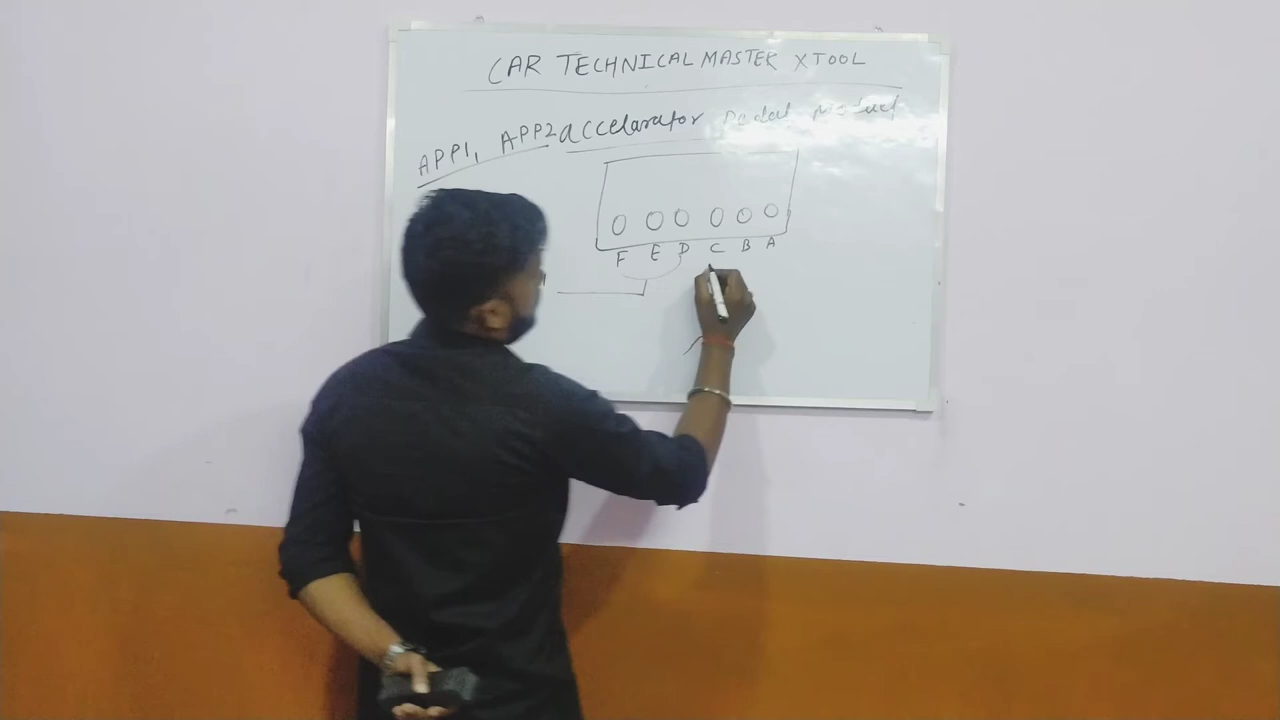 CAR TECHNICAL MASTER XTOOL
APP1, APP2 accelarator Pedal
F E D C B A